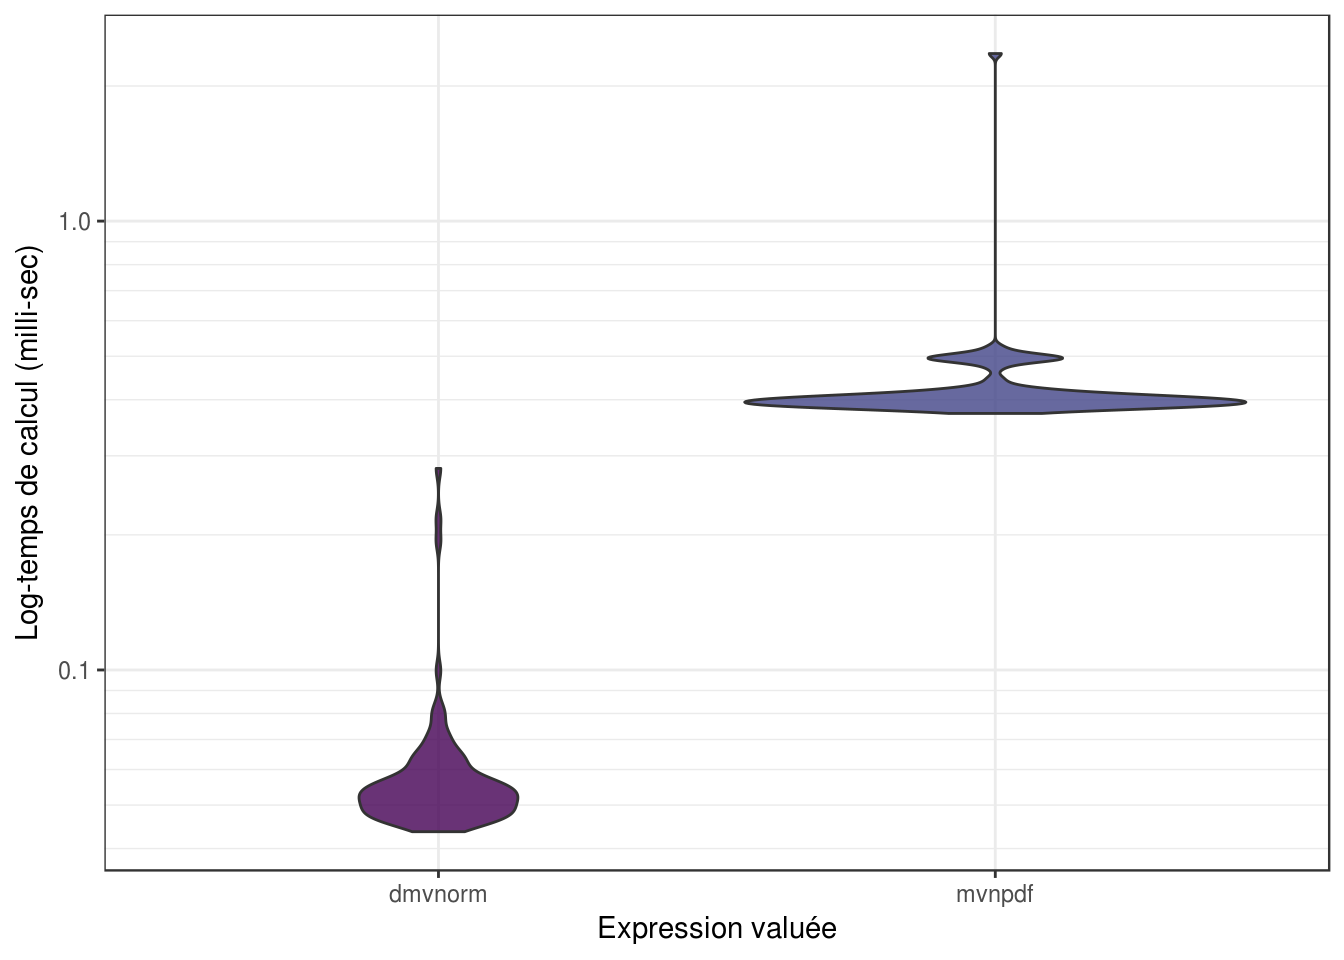 Log-temps de calcul (milli-sec)
1.0
0.1
dmvnorm
mvnpdf
Expression valuée